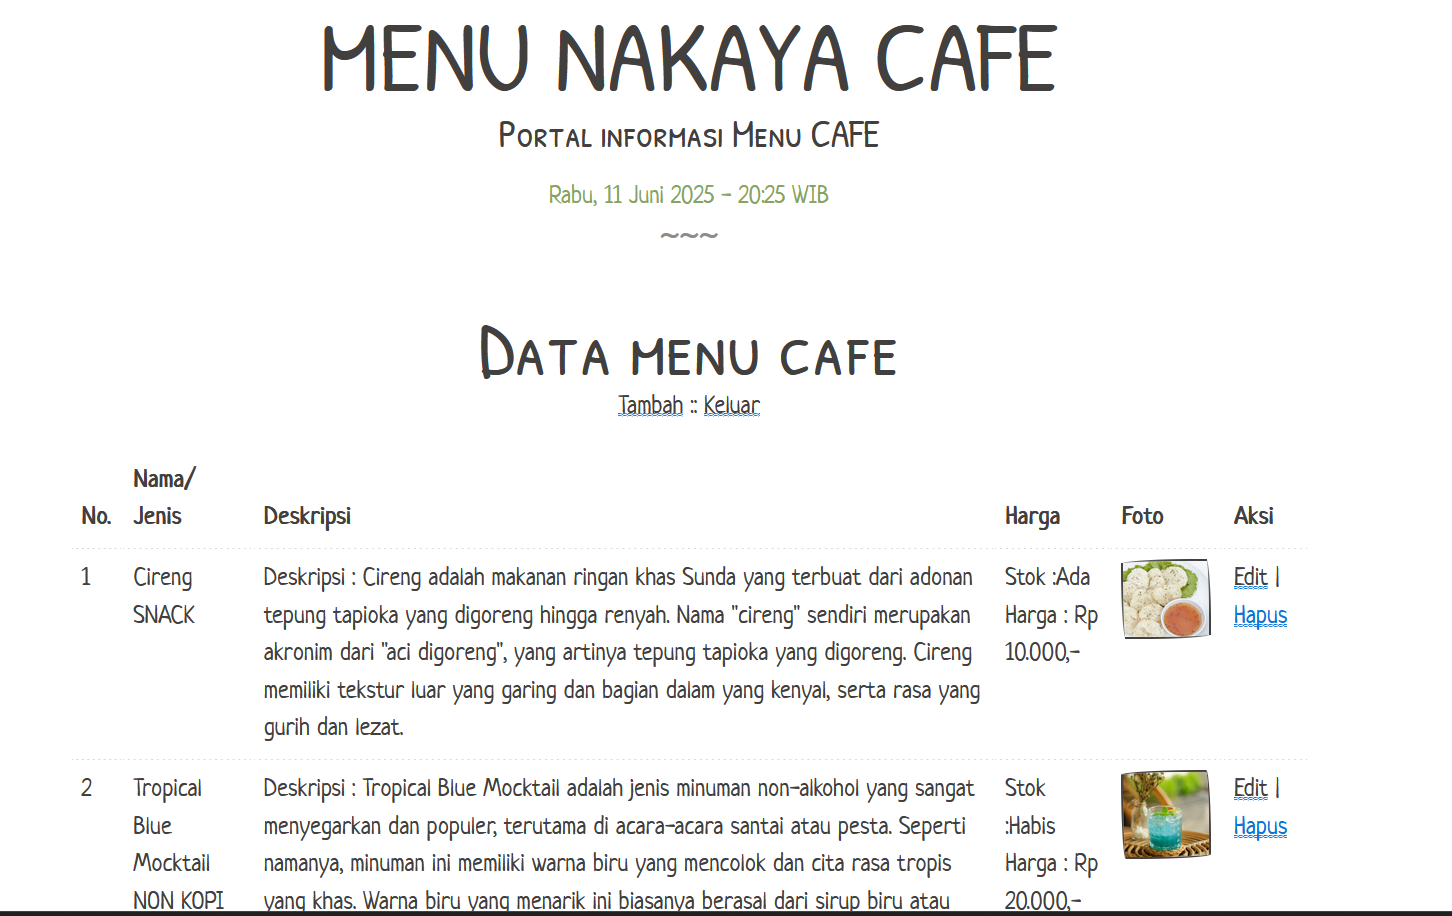 MENU NAKAYA CAFE
Portal informasi Menu CAFE
Rabu, 11 Juni 2025 - 20:25 WIB
~~~
Data menu cafe
Tambah :: Keluar
No.
Nama/
Jenis
Deskripsi
Harga
Foto
Aksi
1
Cireng
SNACK
Deskripsi : Cireng adalah makanan ringan khas Sunda yang terbuat dari adonan
tepung tapioka yang digoreng hingga renyah. Nama "cireng" sendiri merupakan
akronim dari "aci digoreng", yang artinya tepung tapioka yang digoreng. Cireng
memiliki tekstur luar yang garing dan bagian dalam yang kenyal, serta rasa yang
gurih dan lezat.
Stok :Ada
Harga : Rp
10.000,-
Edit |
Hapus
2
Tropical
Blue
Mocktail
NON KOPI
Deskripsi : Tropical Blue Mocktail adalah jenis minuman non-alkohol yang sangat
menyegarkan dan populer, terutama di acara-acara santai atau pesta. Seperti
namanya, minuman ini memiliki warna biru yang mencolok dan cita rasa tropis
yang khas. Warna biru yang menarik ini biasanya berasal dari sirup biru atau
Stok
:Habis
Harga : Rp
20.000,-
Edit |
Hapus